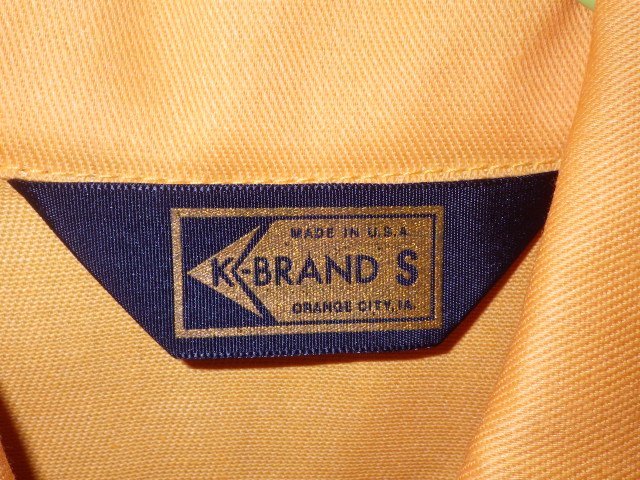 MADE IN U.S.A
K-BRAND S
ORANGE CITY, IA.